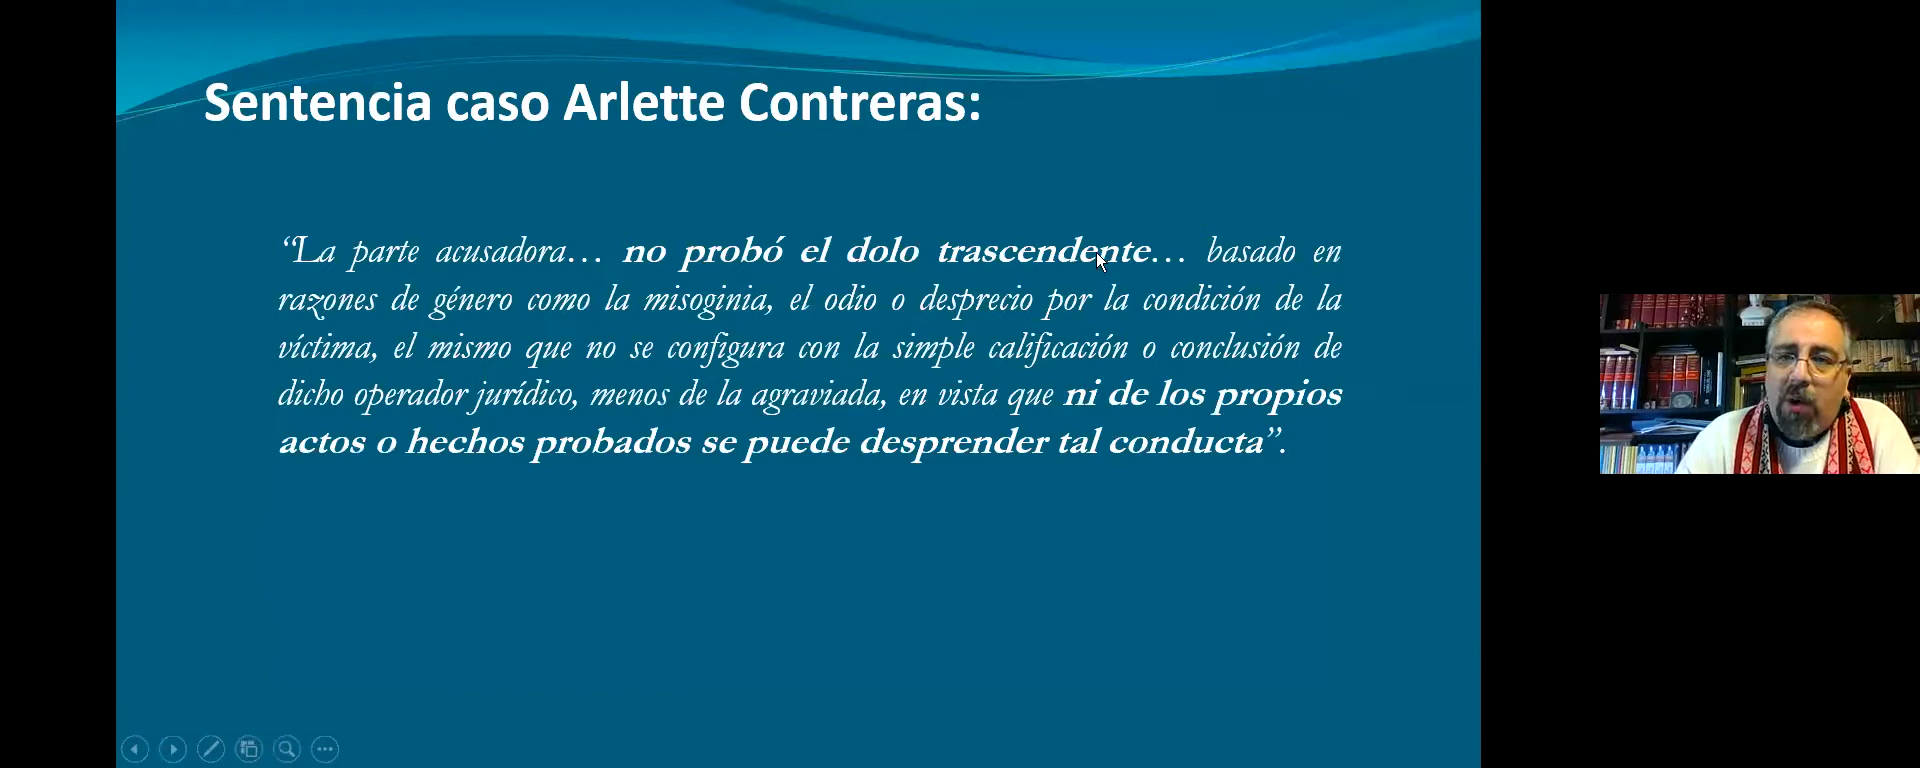 Sentencia caso Arlette Contreras:
“La parte acusadora… no probó el dolo trascendente… basado en
razones de género como la misoginia, el odio o desprecio por la condición de la
víctima, el mismo que no se configura con la simple calificación o conclusión de
dicho operador jurídico, menos de la agraviada, en vista que ni de los propios
actos o hechos probados se puede desprender tal conducta”.